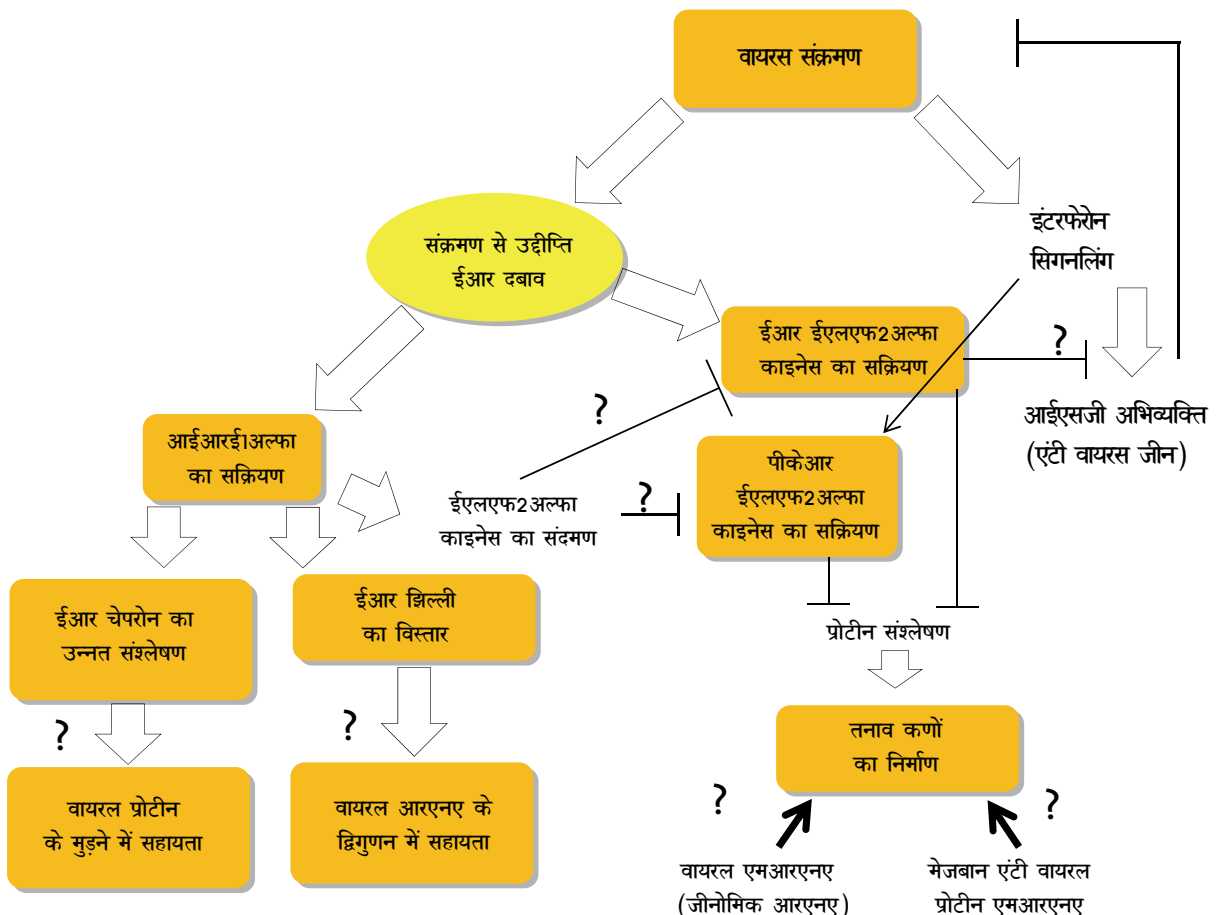 वायरस संक्रमण
इंटरफेरोन
सिगनलिंग
संक्रमण से उद्दीप्ति
ईआर दबाव
ईआर ईएलएफ2अल्फा
काइनेस का सक्रियण
?
?
आईएसजी अभिव्यक्ति
(एंटी वायरस जीन)
आईआरई1अल्फा
का सक्रियण
पीकेआर
ईएलएफ2अल्फा
काइनेस का सक्रियण
ईएलएफ2अल्फा
काइनेस का संदमण
?
ईआर चेपरोन का
उन्नत संश्लेषण
ईआर झिल्ली
का विस्तार
प्रोटीन संश्लेषण
?
?
तनाव कणों
का निर्माण
वायरल प्रोटीन
के मुड़ने में सहायता
वायरल आरएनए के
द्विगुणन में सहायता
?
?
वायरल एमआरएनए
(जीनोमिक आरएनए)
मेजबान एंटी वायरल
प्रोटीन एमआरएनए